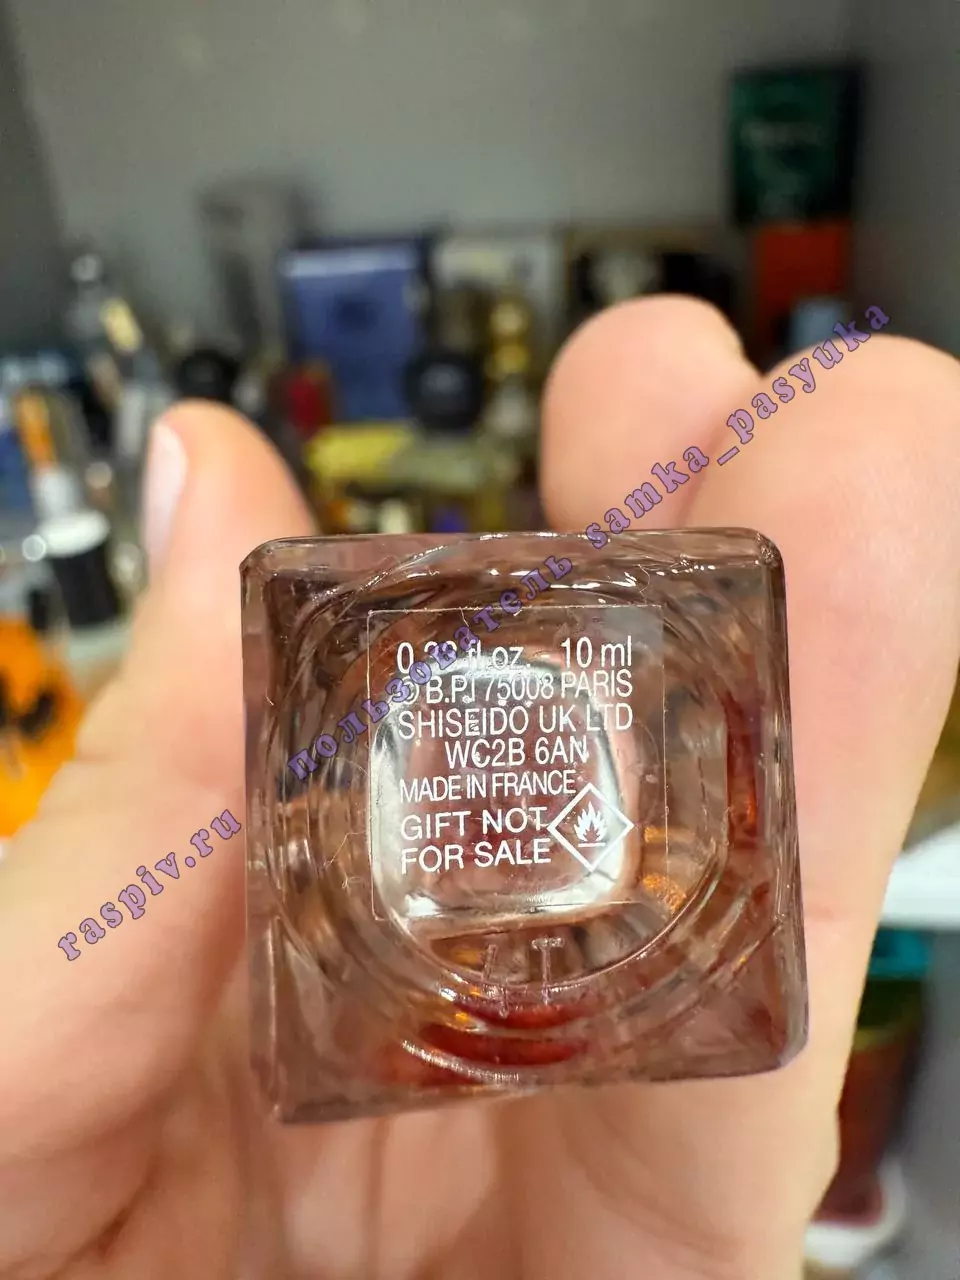 0.33 fl.oz. 10 ml
© B.P.I 75008 PARIS
SHISEIDO UK LTD
WC2B 6AN
MADE IN FRANCE
GIFT NOT
FOR SALE
LT
raspiv.ru пользователь samka_pasyuka